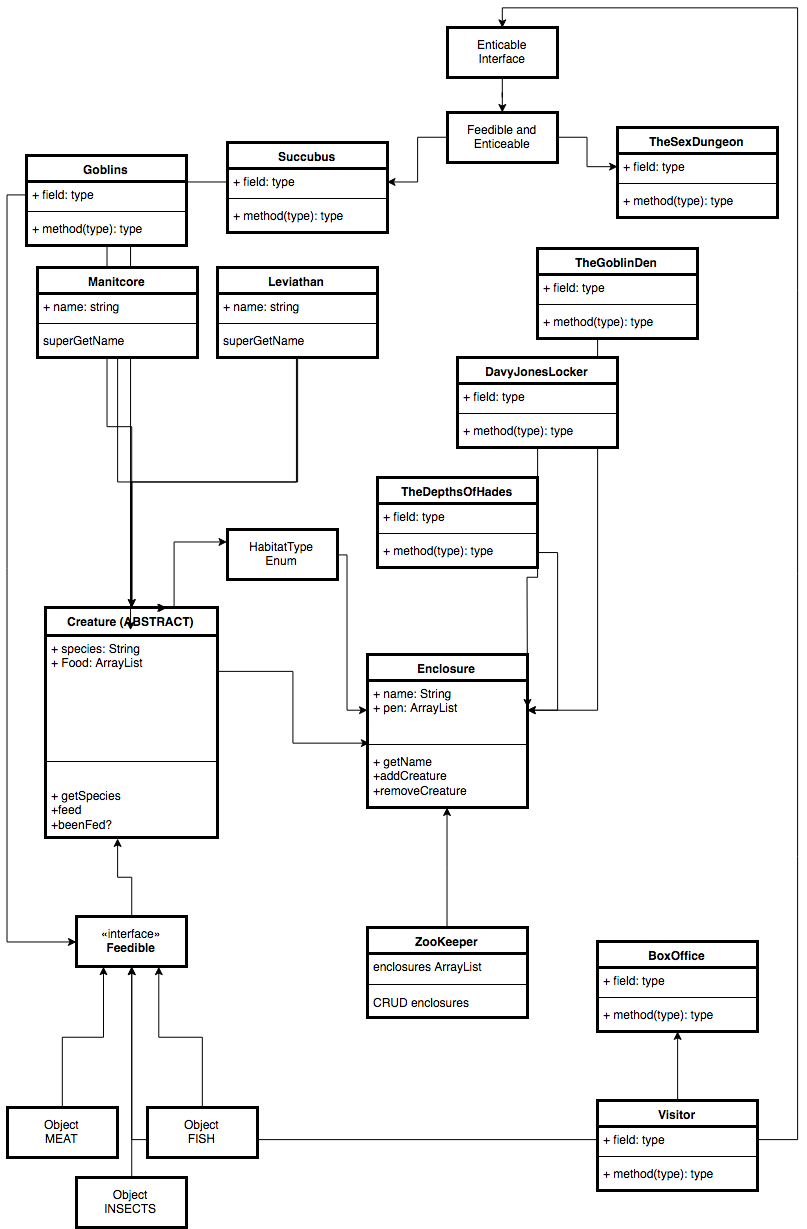 Enticable
Interface
Feedible and
Enticeable
TheSexDungeon
+ field: type
+ method(type): type
Succubus
+ field: type
+ method(type): type
Goblins
+ field: type
+ method(type): type
TheGoblinDen
+ field: type
+ method(type): type
Manitcore
+ name: string
superGetName
Leviathan
+ name: string
superGetName
DavyJonesLocker
+ field: type
+ method(type): type
TheDepthsOfHades
+ field: type
+ method(type): type
HabitatType
Enum
Creature (ABSTRACT)
+ species: String
+ Food: ArrayList
+ getSpecies
+feed
+beenFed?
Enclosure
+ name: String
+ pen: ArrayList
+ getName
+addCreature
+removeCreature
«interface»
Feedible
ZooKeeper
enclosures ArrayList
CRUD enclosures
BoxOffice
+ field: type
+ method(type): type
Object
MEAT
Object
FISH
Visitor
+ field: type
+ method(type): type
Object
INSECTS